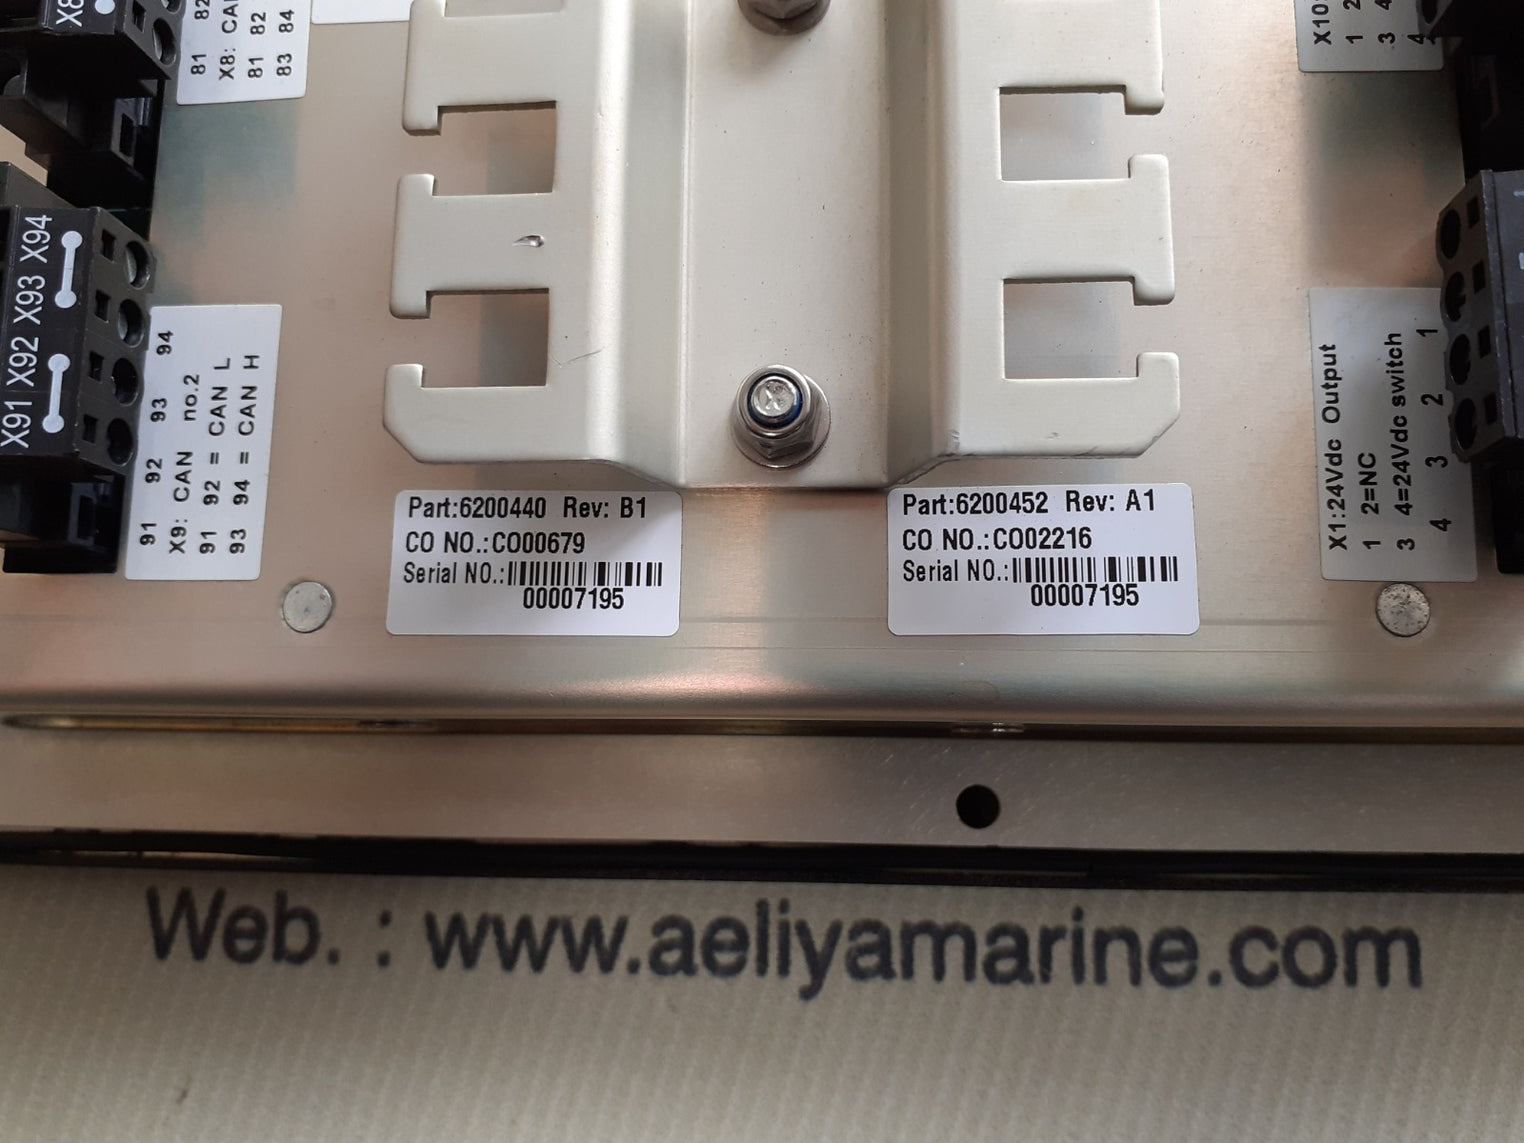 X8
81 82
X8: CA
81 82
83 84
X10:
1 2
3 4
4
X91 X92 X93 X94
91 92 93 94
X9: CAN no.2
91 92 = CAN L
93 94 = CAN H
Part:6200440 Rev: B1
CO NO.:CO00679
Serial NO.:
00007195
Part:6200452 Rev: A1
CO NO.:CO02216
Serial NO.:
00007195
X1:24Vdc Output
1 2=NC
3 4=24Vdc switch
4 3 2 1
X
Web. : www.aeliyamarine.com